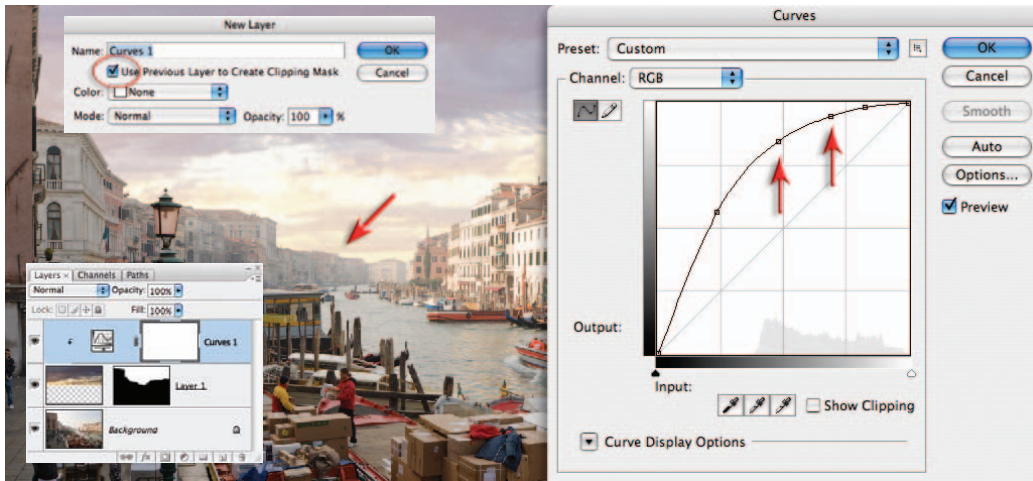 New Layer
Name: Curves 1
OK
Use Previous Layer to Create Clipping Mask
Cancel
Color: None
Mode: Normal Opacity: 100 %
Layers × Channels Paths
Normal Opacity: 100%
Lock: Fill: 100%
Curves 1
Layer 1
Background
fx
Curves
Preset: Custom
OK
Channel: RGB
Cancel
Smooth
Auto
Options...
Preview
Output:
Input:
Show Clipping
Curve Display Options